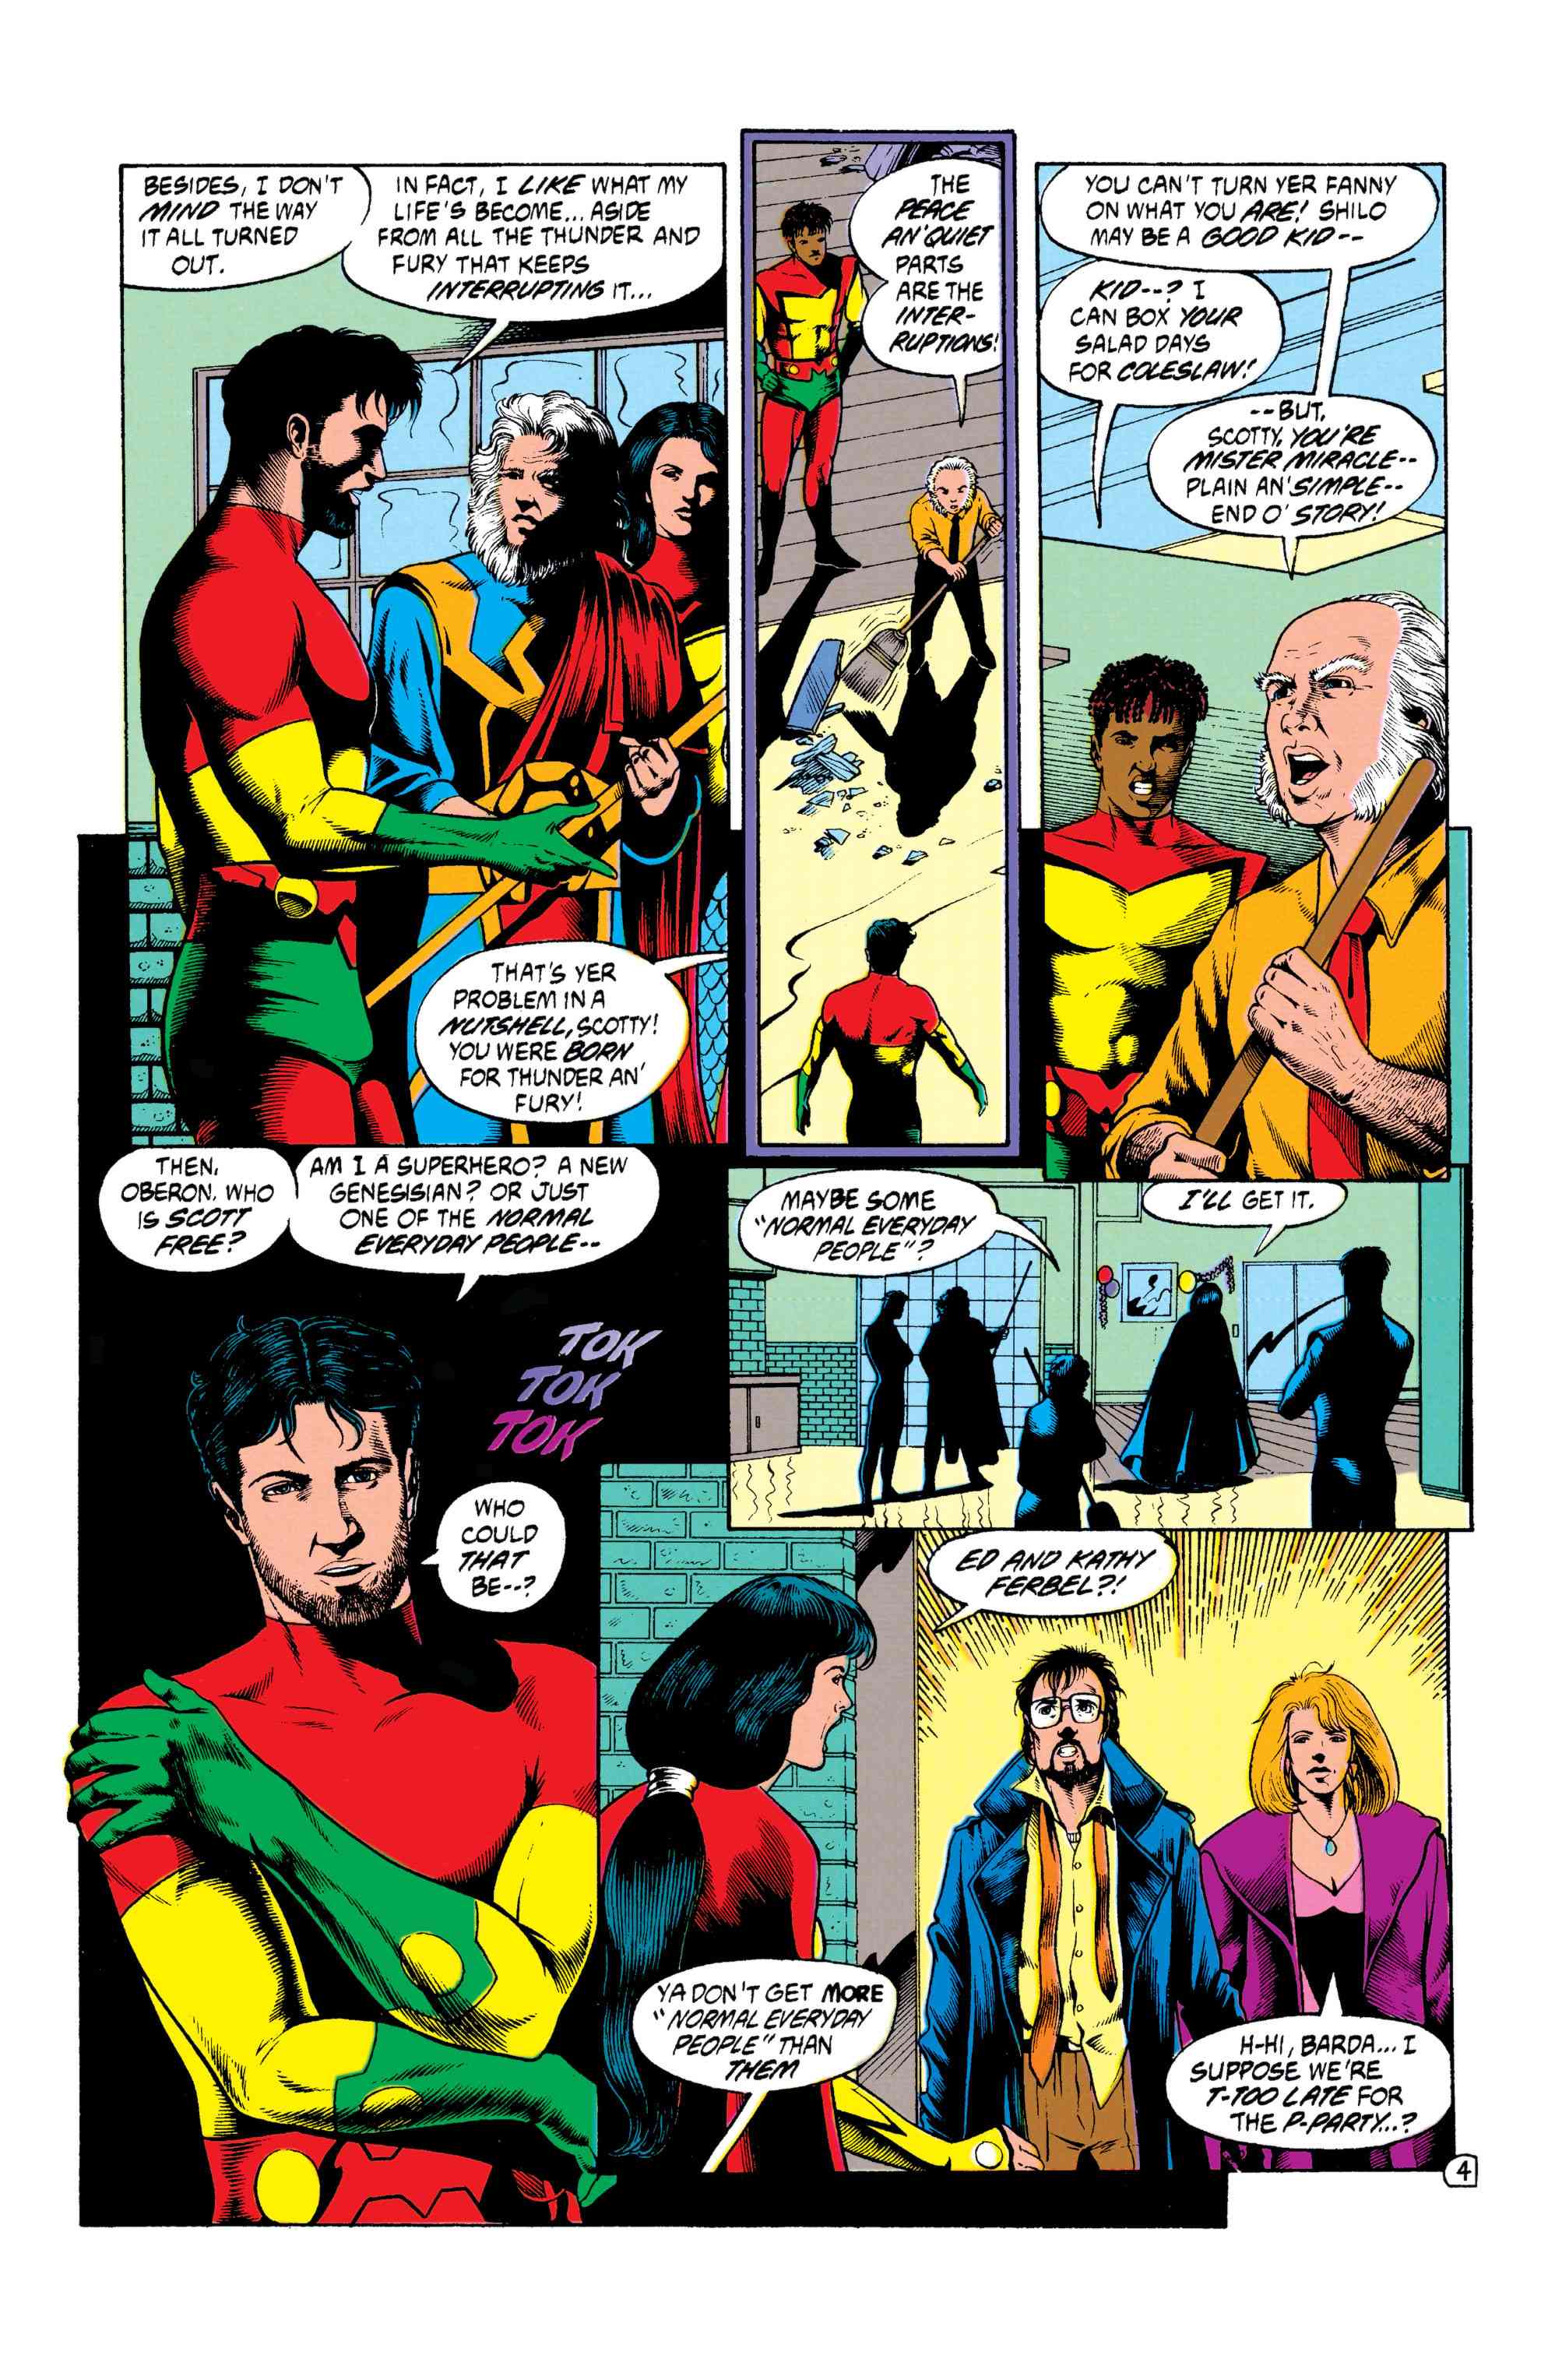 BESIDES, I DON'T
MIND THE WAY
IT ALL TURNED
OUT.
IN FACT, I LIKE WHAT MY
LIFE'S BECOME... ASIDE
FROM ALL THE THUNDER AND
FURY THAT KEEPS
INTERRUPTING IT...
THAT'S YER
PROBLEM IN A
NUTSHELL, SCOTTY!
YOU WERE BORN
FOR THUNDER AN'
FURY!
THE
PEACE
AN' QUIET
PARTS
ARE THE
INTER-
RUPTIONS!
YOU CAN'T TURN YER FANNY
ON WHAT YOU ARE! SHILO
MAY BE A GOOD KID--
KID--? I
CAN BOX YOUR
SALAD DAYS
FOR COLESLAW!
--BUT,
SCOTTY, YOU'RE
MISTER MIRACLE--
PLAIN AN' SIMPLE--
END O' STORY!
THEN,
OBERON, WHO
IS SCOTT
FREE?
AM I A SUPERHERO? A NEW
GENESISIAN? OR JUST
ONE OF THE NORMAL
EVERYDAY PEOPLE--
TOK
TOK
TOK
WHO
COULD
THAT
BE--?
MAYBE SOME
"NORMAL EVERYDAY
PEOPLE"?
I'LL GET IT.
ED AND KATHY
FERBEL?!
YA DON'T GET MORE
"NORMAL EVERYDAY
PEOPLE" THAN
THEM
H-HI, BARDA... I
SUPPOSE WE'RE
T-TOO LATE FOR
THE P-PARTY...?
4